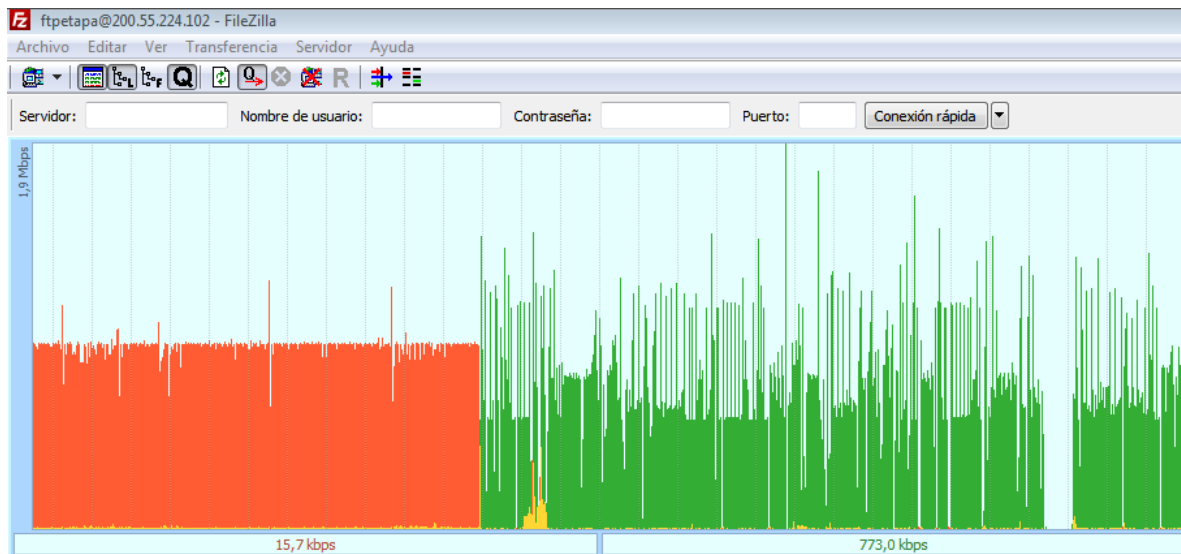 Fz ftpetapa@200.55.224.102 - FileZilla
Archivo Editar Ver Transferencia Servidor Ayuda
L F Q Q R
Servidor: Nombre de usuario: Contraseña: Puerto: Conexión rápida
1,9 Mbps
15,7 kbps 773,0 kbps